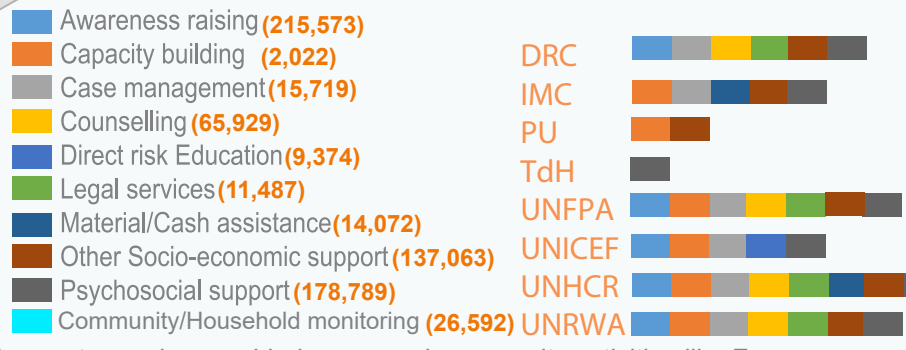 Awareness raising (215,573)
Capacity building (2,022)
Case management (15,719)
Counselling (65,929)
Direct risk Education (9,374)
Legal services (11,487)
Material/Cash assistance (14,072)
Other Socio-economic support (137,063)
Psychosocial support (178,789)
Community/Household monitoring (26,592)
DRC
IMC
PU
TdH
UNFPA
UNICEF
UNHCR
UNRWA